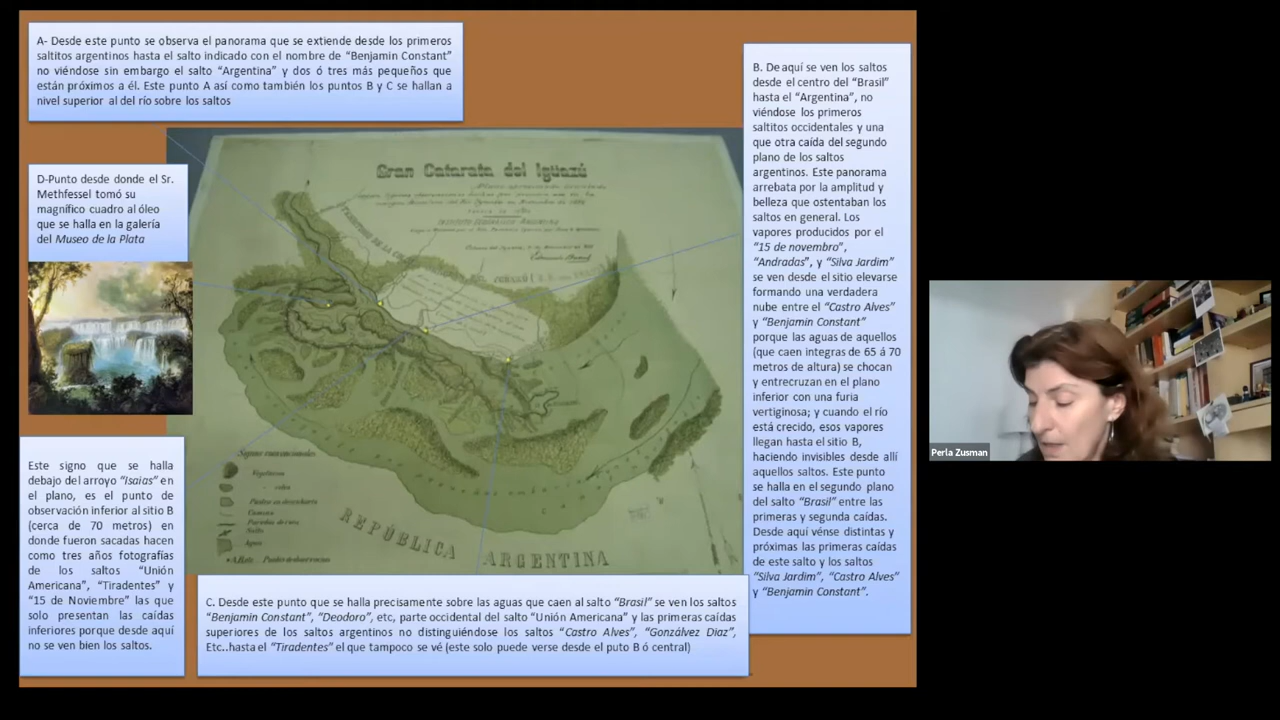 A- Desde este punto se observa el panorama que se extiende desde los primeros
saltitos argentinos hasta el salto indicado con el nombre de “Benjamin Constant”
no viéndose sin embargo el salto “Argentina” y dos ó tres más pequeños que
están próximos a él. Este punto A así como también los puntos B y C se hallan a
nivel superior al del río sobre los saltos
B. De aquí se ven los saltos
desde el centro del “Brasil”
hasta el “Argentina”, no
viéndose los primeros
saltitos occidentales y una
que otra caída del segundo
plano de los saltos
argentinos. Este panorama
arrebata por la amplitud y
belleza que ostentaban los
saltos en general. Los
vapores producidos por el
“15 de novembro”,
“Andradas”, y “Silva Jardim”
se ven desde el sitio elevarse
formando una verdadera
nube entre el “Castro Alves”
y “Benjamin Constant”
porque las aguas de aquellos
(que caen integras de 65 á 70
metros de altura) se chocan
y entrecruzan en el plano
inferior con una furia
vertiginosa; y cuando el río
está crecido, esos vapores
llegan hasta el sitio B,
haciendo invisibles desde allí
aquellos saltos. Este punto
se halla en el segundo plano
del salto “Brasil” entre las
primeras y segunda caídas.
Desde aquí vénse distintas y
próximas las primeras caídas
de este salto y los saltos
“Silva Jardim”, “Castro Alves”
y “Benjamin Constant”.
D-Punto desde donde el Sr.
Methfessel tomó su
magnífico cuadro al óleo
que se halla en la galería
del Museo de la Plata
Gran Catarata del Iguazú
REPÚBLICA ARGENTINA
Este signo que se halla
debajo del arroyo “Isaias” en
el plano, es el punto de
observación inferior al sitio B
(cerca de 70 metros) en
donde fueron sacadas hacen
como tres años fotografías
de los saltos “Unión
Americana”, “Tiradentes” y
“15 de Noviembre” las que
solo presentan las caídas
inferiores porque desde aquí
no se ven bien los saltos.
C. Desde este punto que se halla precisamente sobre las aguas que caen al salto “Brasil” se ven los saltos
“Benjamin Constant”, “Deodoro”, etc, parte occidental del salto “Unión Americana” y las primeras caídas
superiores de los saltos argentinos no distinguiéndose los saltos “Castro Alves”, “Gonzálvez Diaz”,
Etc..hasta el “Tiradentes” el que tampoco se vé (este solo puede verse desde el puto B ó central)
Perla Zusman